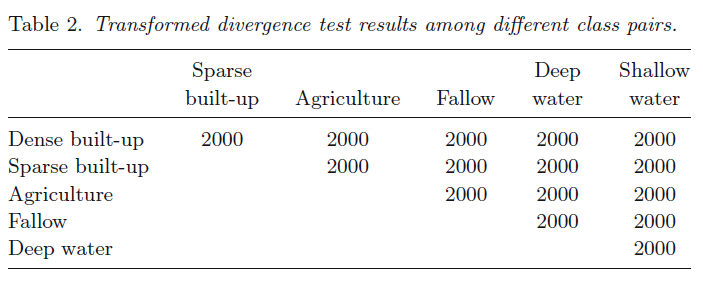 Table 2. Transformed divergence test results among different class pairs.
Sparse Deep Shallow
built-up Agriculture Fallow water water
Dense built-up 2000 2000 2000 2000 2000
Sparse built-up 2000 2000 2000 2000
Agriculture 2000 2000 2000
Fallow 2000 2000
Deep water 2000